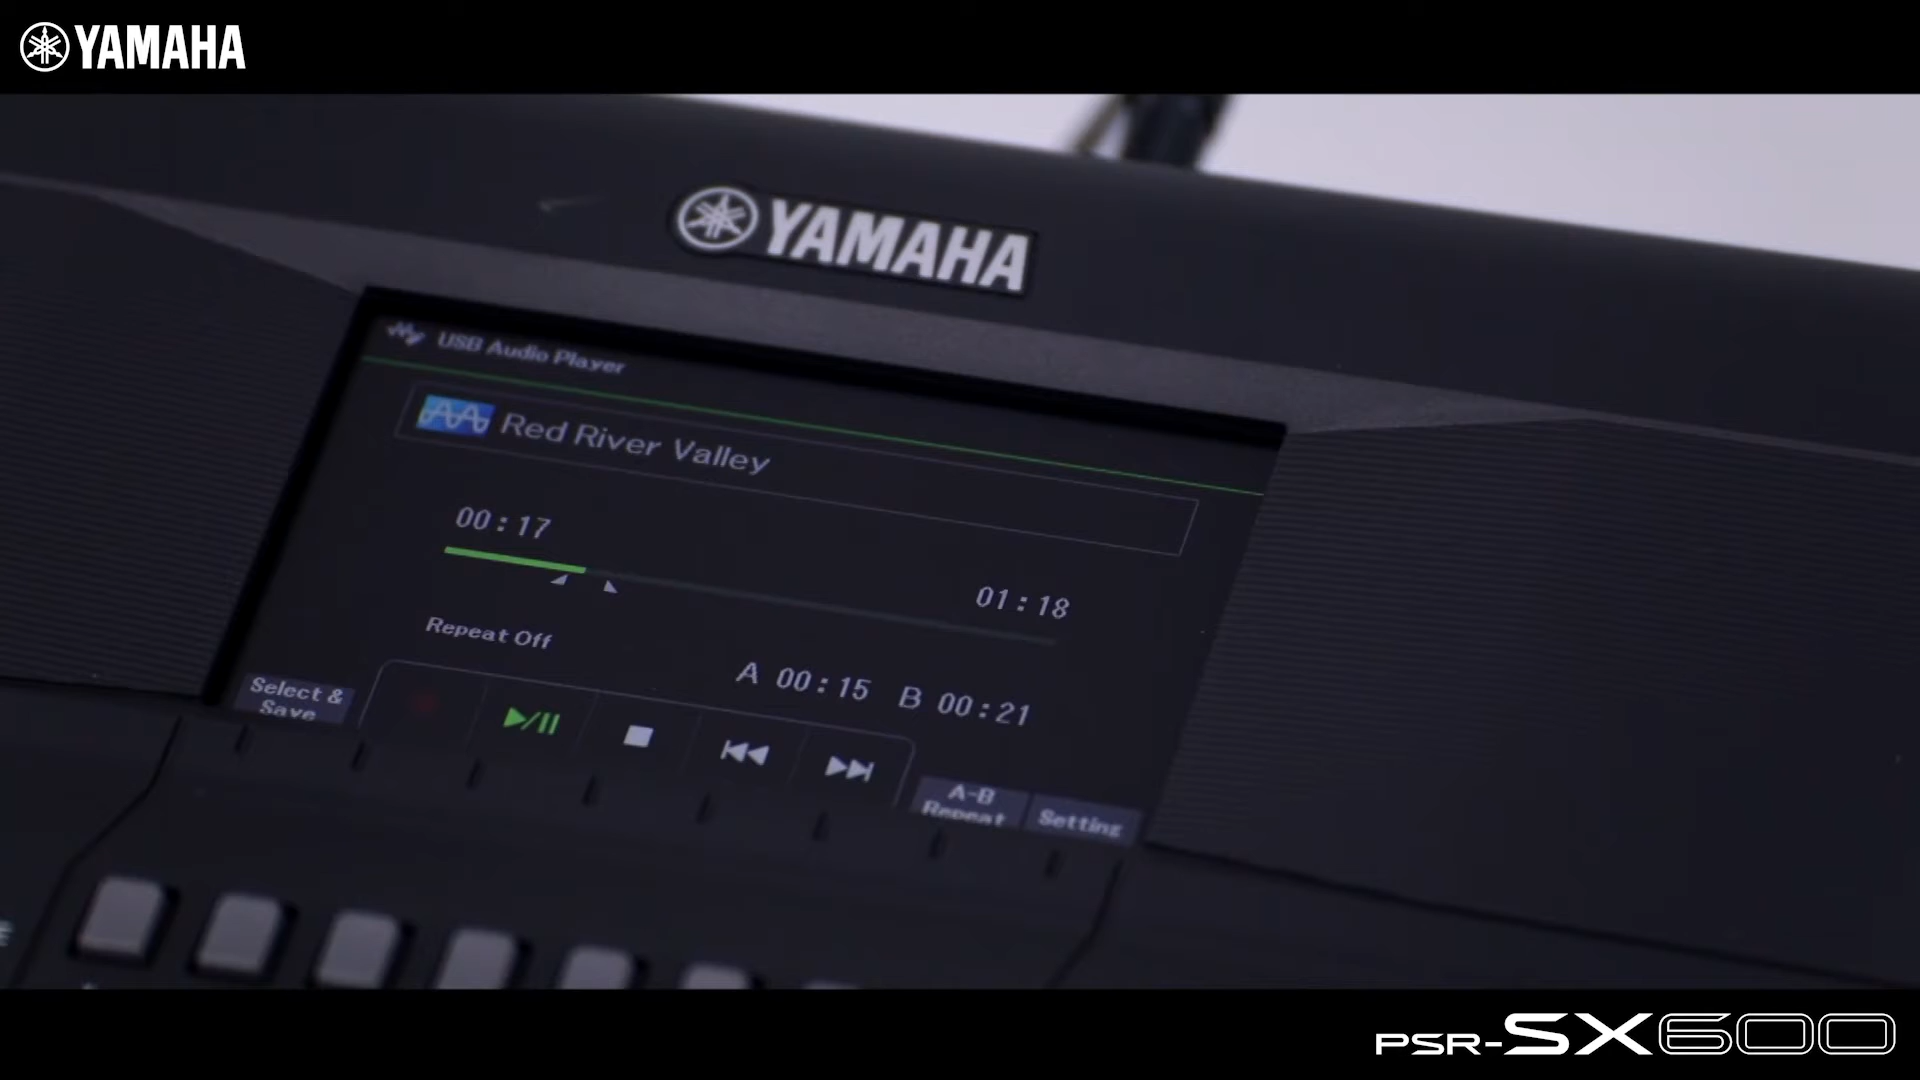 YAMAHA
YAMAHA
USB Audio Player
Red River Valley
00:17
01:18
Repeat Off
A 00:15 B 00:21
Select &
Save
A-B
Repeat
Setting
PSR-SX600